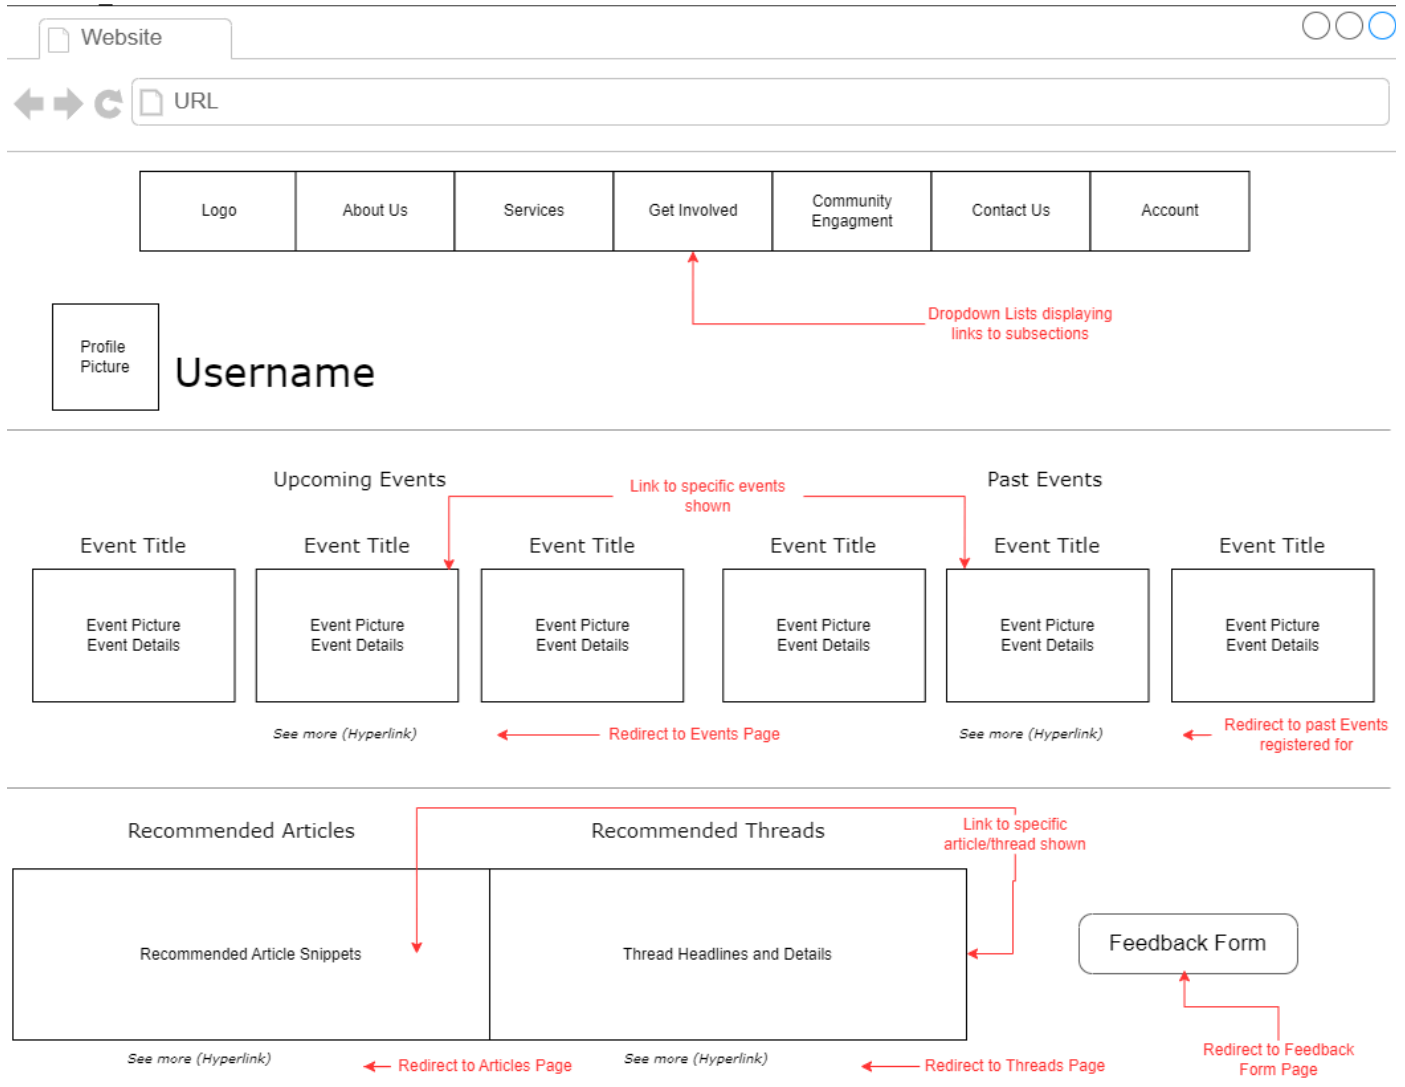 Website
URL
Logo
About Us
Services
Get Involved
Community
Engagment
Contact Us
Account
Dropdown Lists displaying
links to subsections
Profile
Picture
Username
Upcoming Events
Link to specific events
shown
Past Events
Event Title
Event Title
Event Title
Event Title
Event Title
Event Title
Event Picture
Event Details
Event Picture
Event Details
Event Picture
Event Details
Event Picture
Event Details
Event Picture
Event Details
Event Picture
Event Details
See more (Hyperlink)
Redirect to Events Page
See more (Hyperlink)
Redirect to past Events
registered for
Recommended Articles
Recommended Threads
Link to specific
article/thread shown
Recommended Article Snippets
Thread Headlines and Details
Feedback Form
See more (Hyperlink)
Redirect to Articles Page
See more (Hyperlink)
Redirect to Threads Page
Redirect to Feedback
Form Page